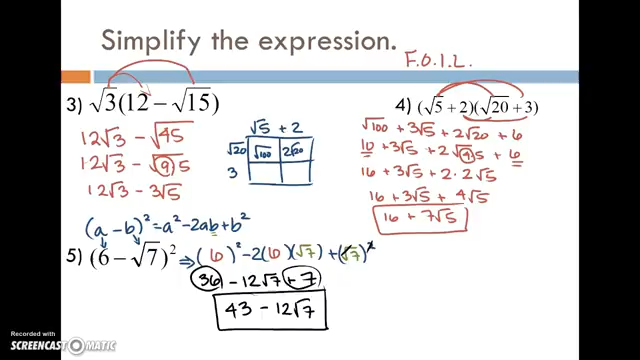 Simplify the expression.
F.O.I.L.
3) √3(12 − √15)
12√3 − √45
12√3 − √(9)5
12√3 − 3√5
√5 + 2
√20 √100 2√20
3
4) (√5 + 2)(√20 + 3)
√100 + 3√5 + 2√20 + 6
10 + 3√5 + 2√(4)5 + 6
16 + 3√5 + 2·2√5
16 + 3√5 + 4√5
16 + 7√5
(a − b)² = a² − 2ab + b²
5) (6 − √7)² ⇒ (6)² − 2(6)(√7) + (√7)²
36 − 12√7 + 7
43 − 12√7
Recorded with
SCREENCAST-O-MATIC